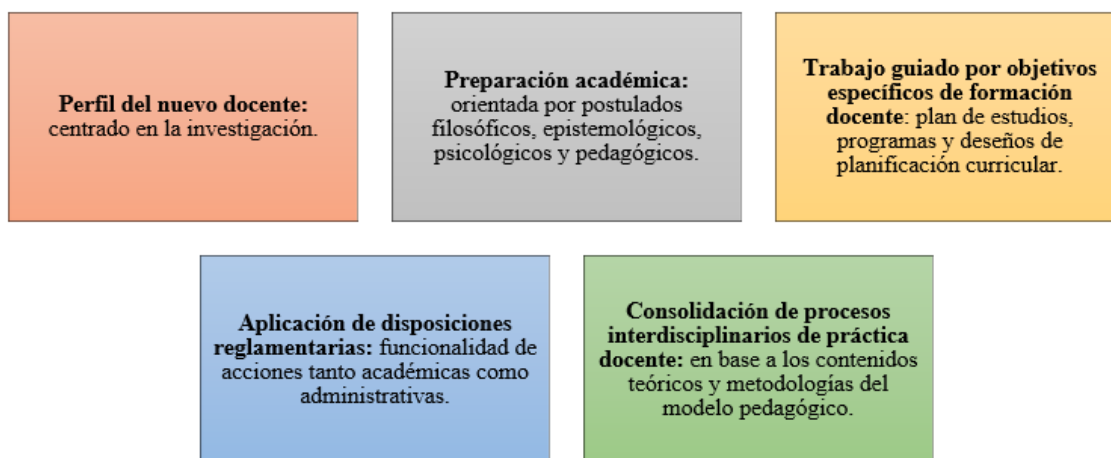 Perfil del nuevo docente:
centrado en la investigación.
Preparación académica:
orientada por postulados
filosóficos, epistemológicos,
psicológicos y pedagógicos.
Trabajo guiado por objetivos
específicos de formación
docente: plan de estudios,
programas y deseños de
planificación curricular.
Aplicación de disposiciones
reglamentarias: funcionalidad de
acciones tanto académicas como
administrativas.
Consolidación de procesos
interdisciplinarios de práctica
docente: en base a los contenidos
teóricos y metodologías del
modelo pedagógico.